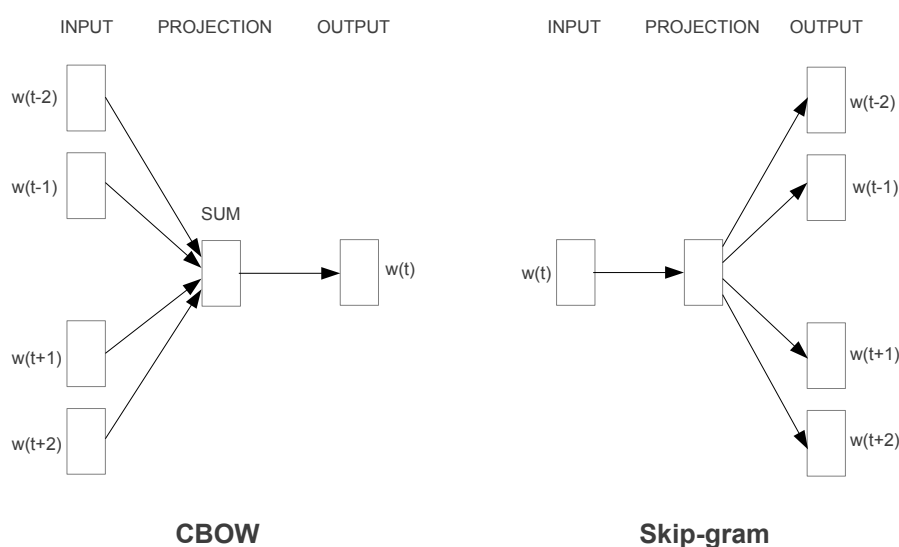 INPUT PROJECTION OUTPUT
w(t-2)
w(t-1)
SUM
w(t)
w(t+1)
w(t+2)
CBOW
INPUT PROJECTION OUTPUT
w(t-2)
w(t-1)
w(t)
w(t+1)
w(t+2)
Skip-gram